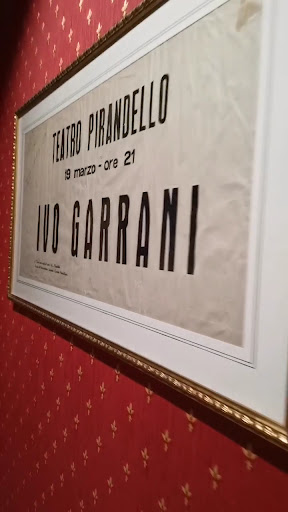 TEATRO PIRANDELLO
19 marzo - ore 21
IVO GARRANI